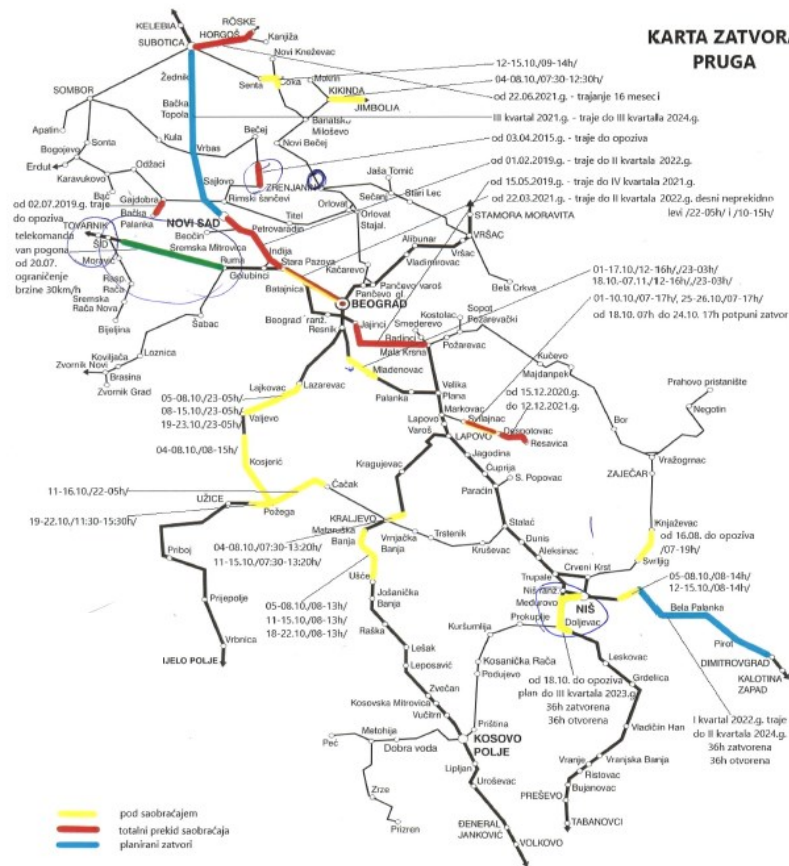 KARTA ZATVORA
PRUGA
RÖSKE
KELEBIA
HORGOŠ
SUBOTICA
Kanjiža
Novi Kneževac
Žednik
Senta
Čoka
Mokrin
KIKINDA
JIMBOLIA
SOMBOR
Bačka
Topola
Banatsko
Miloševo
Apatin
Sonta
Kula
Vrbas
Bečej
Novi Bečej
Bogojevo
Erdut
Odžaci
Karavukovo
Bač
Gajdobra
Bačka
Palanka
Sajlovo
Rimski šančevi
ZRENJANIN
Jaša Tomić
Sečanj
Stari Lec
Orlovat
Orlovat
Stajal.
Titel
NOVI SAD
Petrovaradin
Beočin
STAMORA MORAVITA
VRŠAC
Vršac
Alibunar
Vladimirovac
TOVARNIK
ŠID
Sremska Mitrovica
Morović
Ruma
Golubinci
Inđija
Stara Pazova
Batajnica
Kačarevo
Pančevo gl.
Pančevo varoš
Bela Crkva
Rasp.
Rača
Sremska
Rača Nova
Bijeljina
Šabac
BEOGRAD
Beograd ranž.
Resnik
Jajinci
Kostolac
Smederevo
Sopot
Požarevački
Radinci
Mala Krsna
Požarevac
Koviljača
Loznica
Zvornik Novi
Brasina
Zvornik Grad
Mladenovac
Kučevo
Majdanpek
Prahovo pristanište
Negotin
Lajkovac
Lazarevac
Palanka
Velika
Plana
Valjevo
Markovac
Svilajnac
Despotovac
Resavica
Bor
Lapovo
Varoš
LAPOVO
Vražogrnac
Kosjerić
Kragujevac
Jagodina
Ćuprija
S. Popovac
ZAJEČAR
Čačak
Paraćin
UŽICE
Požega
KRALJEVO
Mataruška
Banja
Vrnjačka
Banja
Trstenik
Stalać
Kruševac
Đunis
Knjaževac
Priboj
Ušće
Aleksinac
Svrljig
Crveni Krst
Trupale
Niš ranž.
NIŠ
Međurovo
Bela Palanka
Jošanička
Banja
Prokuplje
Doljevac
Prijepolje
Raška
Kuršumlija
Pirot
DIMITROVGRAD
Vrbnica
Lešak
Kosanička Rača
Leskovac
KALOTINA
ZAPAD
IJELO POLJE
Leposavić
Podujevo
Grdelica
Zvečan
Kosovska Mitrovica
Vučitrn
Priština
Vladičin Han
Peć
Metohija
Dobra voda
KOSOVO
POLJE
Vranjska Banja
Vranje
Ristovac
Lipljan
Uroševac
Bujanovac
Zrze
PREŠEVO
Prizren
ĐENERAL
JANKOVIĆ
TABANOVCI
VOLKOVO
12-15.10./09-14h/
04-08.10./07:30-12:30h/
od 22.06.2021.g. - trajanje 16 meseci
III kvartal 2021.g. - traje do III kvartala 2024.g.
od 03.04.2015.g. - traje do opoziva
od 01.02.2019.g. - traje do II kvartala 2022.g.
od 15.05.2019.g. - traje do IV kvartala 2021.g.
od 22.03.2021.g. - traje do II kvartala 2022.g. desni neprekidno
levi /22-05h/ i /10-15h/
od 02.07.2019.g. traje
do opoziva
telekomanda
van pogona
od 20.07.
ograničenje
brzine 30km/h
01-17.10./12-16h/,/23-03h/
18.10.-07.11./12-16h/,/23-03h/
01-10.10./07-17h/, 25-26.10./07-17h/
od 18.10. 07h do 24.10. 17h potpuni zatvor
od 15.12.2020.g.
do 12.12.2021.g.
05-08.10./23-05h/
08-15.10./23-05h/
19-23.10./23-05h/
04-08.10./08-15h/
11-16.10./22-05h/
19-22.10./11:30-15:30h/
04-08.10./07:30-13:20h/
11-15.10./07:30-13:20h/
05-08.10./08-13h/
11-15.10./08-13h/
18-22.10./08-13h/
od 16.08. do opoziva
/07-19h/
05-08.10./08-14h/
12-15.10./08-14h/
od 18.10. do opoziva
plan do III kvartala 2023.g.
36h zatvorena
36h otvorena
I kvartal 2022.g. traje
do II kvartala 2024.g.
36h zatvorena
36h otvorena
pod saobraćajem
totalni prekid saobraćaja
planirani zatvori